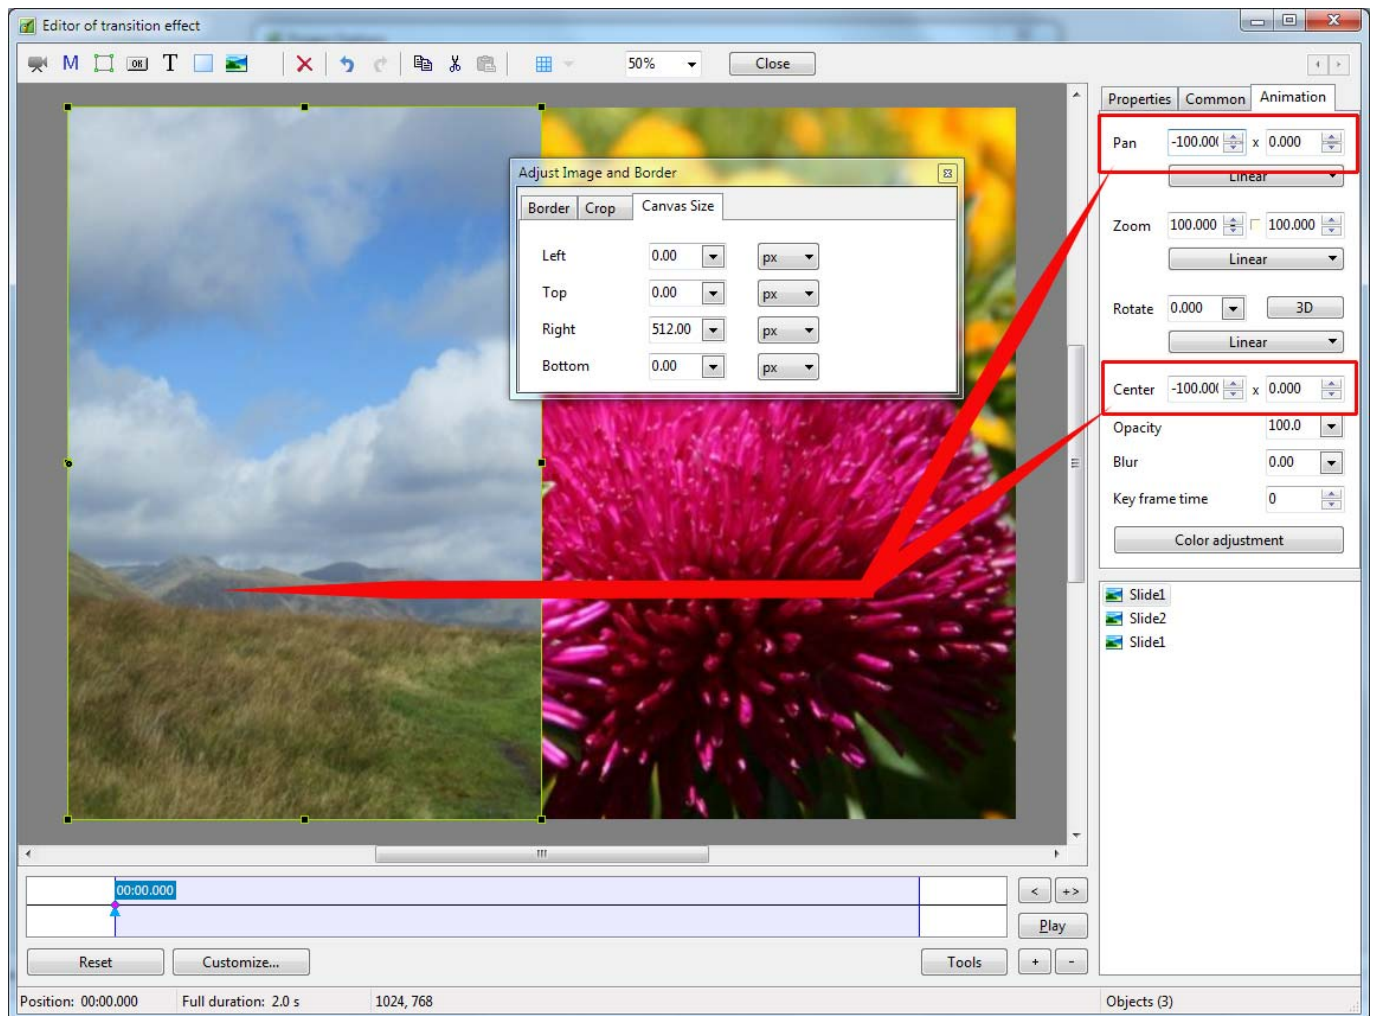 Editor of transition effect
M OK T 50% Close
Properties Common Animation
Pan -100.00( x 0.000
Linear
Adjust Image and Border
Border Crop Canvas Size
Zoom 100.000 100.000
Left 0.00 px
Linear
Top 0.00 px
Rotate 0.000 3D
Right 512.00 px
Linear
Bottom 0.00 px
Center -100.00( x 0.000
Opacity 100.0
Blur 0.00
Key frame time 0
Color adjustment
Slide1
Slide2
Slide1
00:00.000
< +>
Play
Reset Customize... Tools + -
Position: 00:00.000 Full duration: 2.0 s 1024, 768 Objects (3)